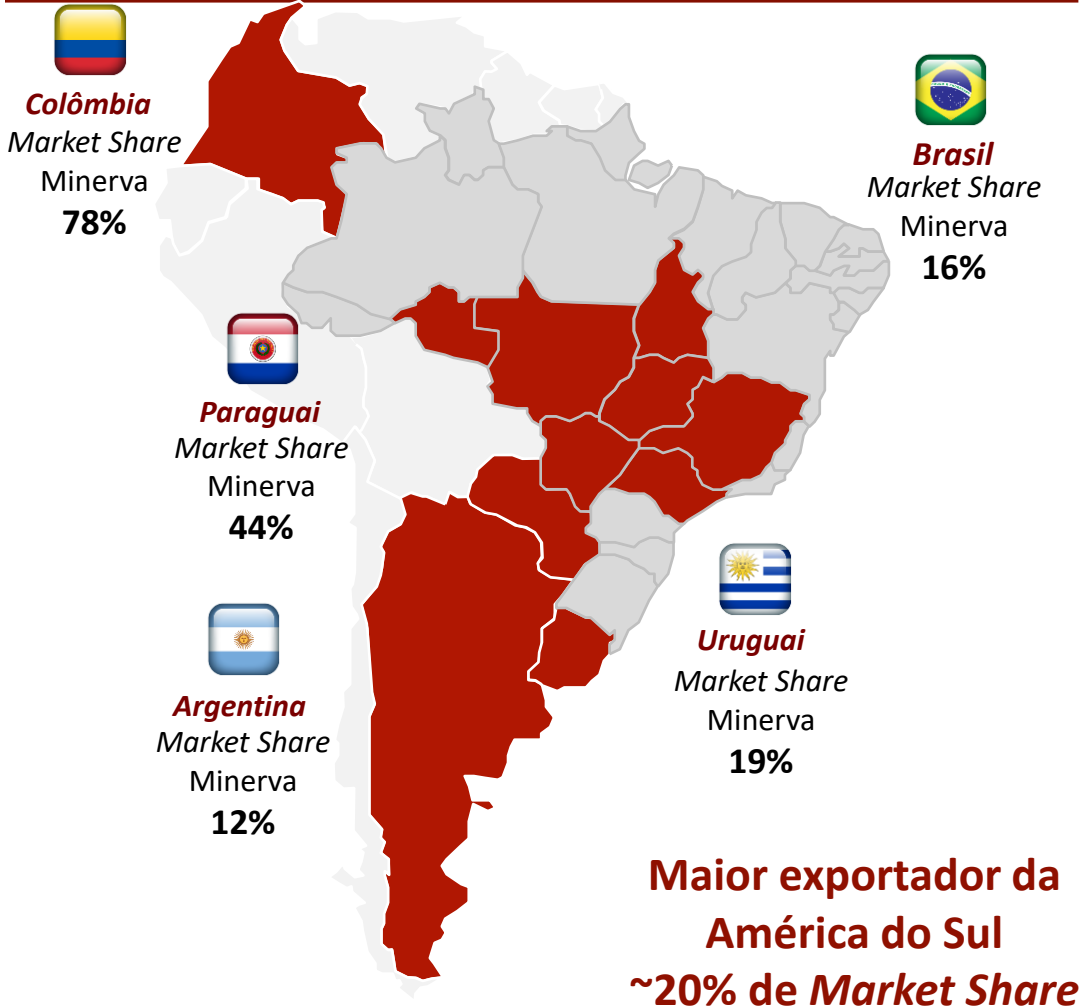 Colômbia
Market Share
Minerva
78%
Brasil
Market Share
Minerva
16%
Paraguai
Market Share
Minerva
44%
Uruguai
Market Share
Minerva
19%
Argentina
Market Share
Minerva
12%
Maior exportador da
América do Sul
~20% de Market Share